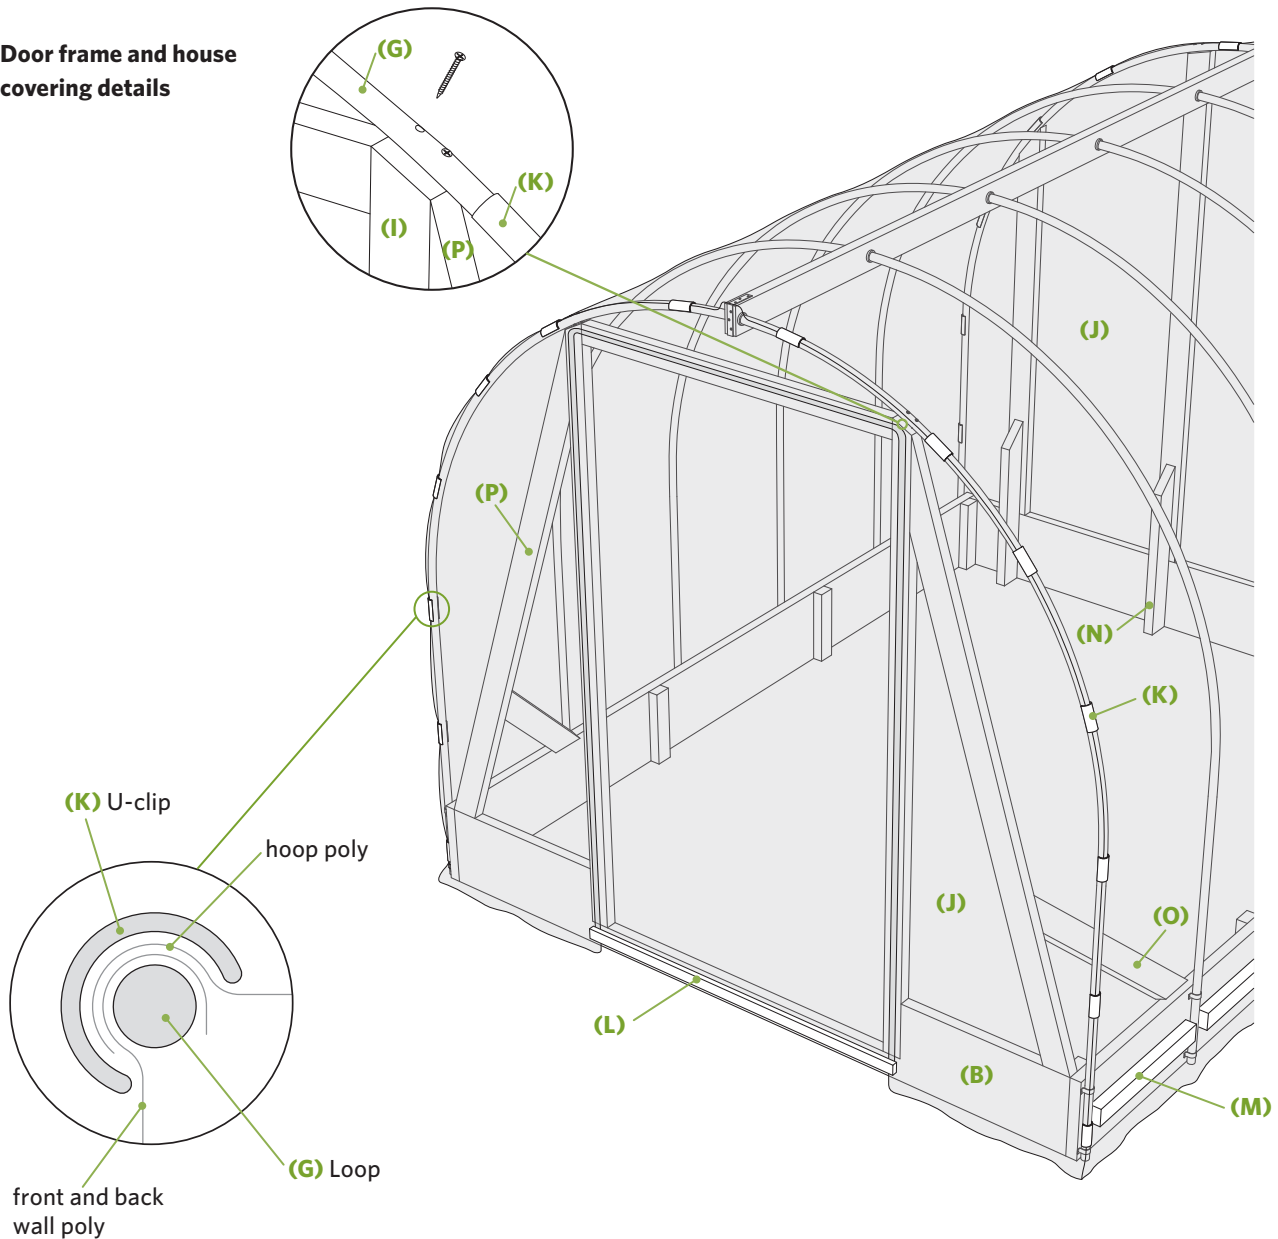 Door frame and house
covering details
(G)
(K)
(I)
(P)
(J)
(P)
(N)
(K)
(K) U-clip
hoop poly
(J)
(O)
(L)
(B)
(M)
(G) Loop
front and back
wall poly